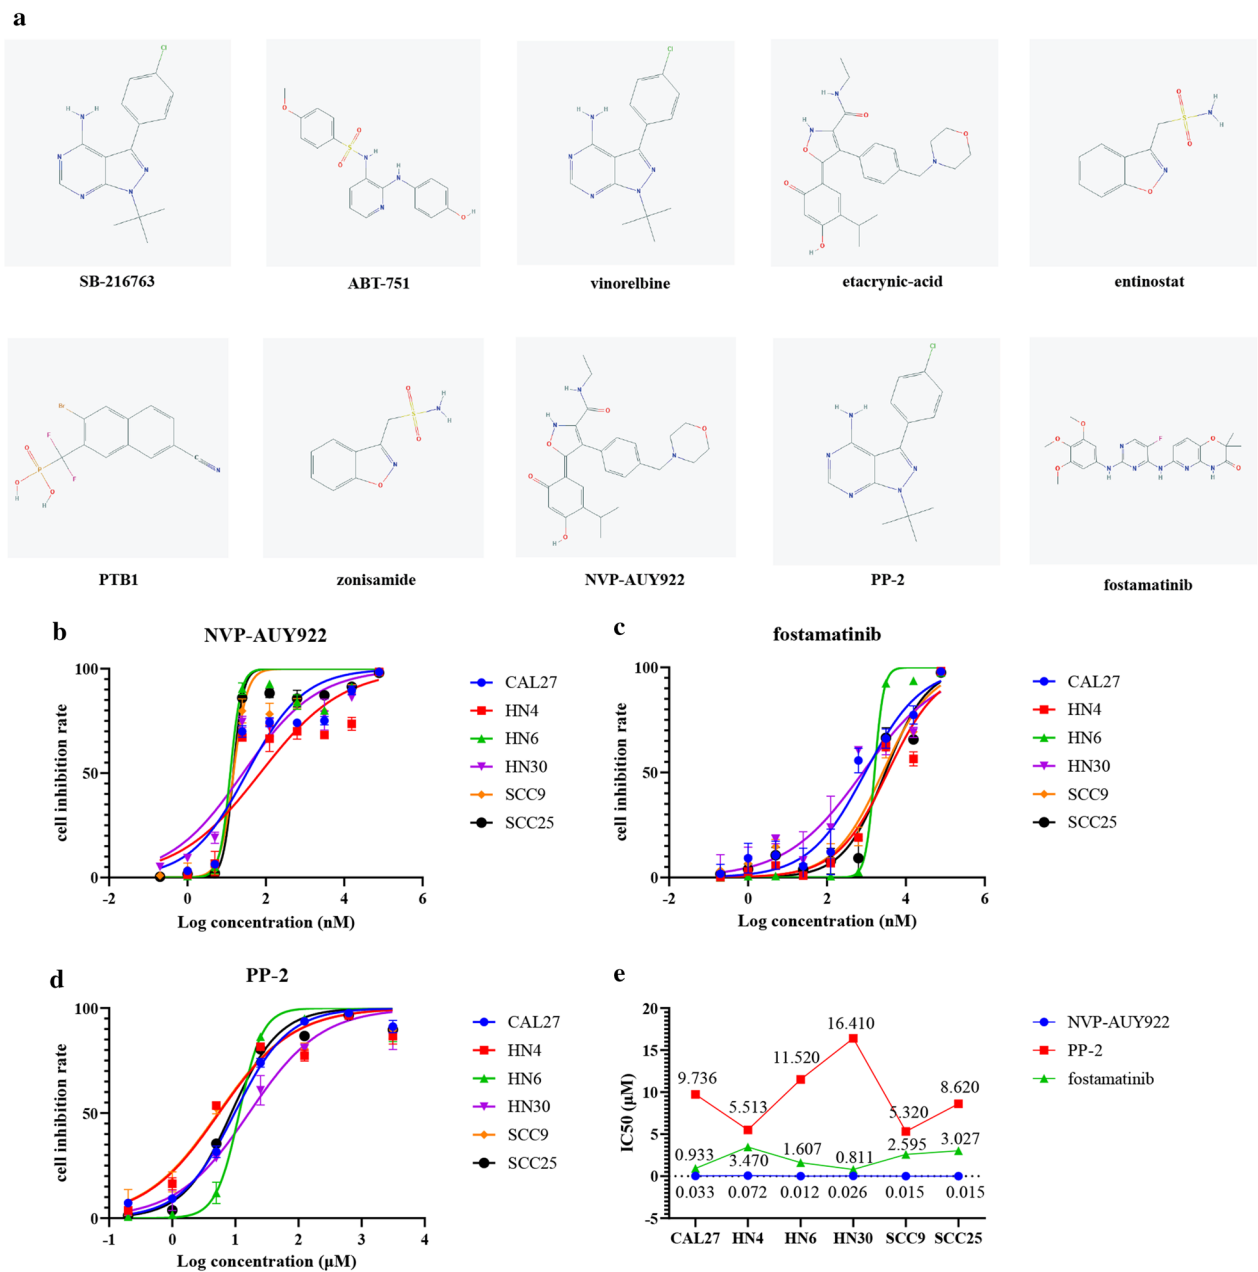 a
SB-216763
ABT-751
vinorelbine
etacrynic-acid
entinostat
PTB1
zonisamide
NVP-AUY922
PP-2
fostamatinib
b
NVP-AUY922
cell inhibition rate
100
50
0
-2
0
2
4
6
Log concentration (nM)
CAL27
HN4
HN6
HN30
SCC9
SCC25
c
fostamatinib
cell inhibition rate
100
50
0
-2
0
2
4
6
Log concentration (nM)
CAL27
HN4
HN6
HN30
SCC9
SCC25
d
PP-2
cell inhibition rate
100
50
0
-1
0
1
2
3
4
Log concentration (μM)
CAL27
HN4
HN6
HN30
SCC9
SCC25
e
IC50 (μM)
20
15
10
5
0
-5
9.736
5.513
11.520
16.410
5.320
8.620
0.933
3.470
1.607
0.811
2.595
3.027
0.033
0.072
0.012
0.026
0.015
0.015
CAL27
HN4
HN6
HN30
SCC9
SCC25
NVP-AUY922
PP-2
fostamatinib